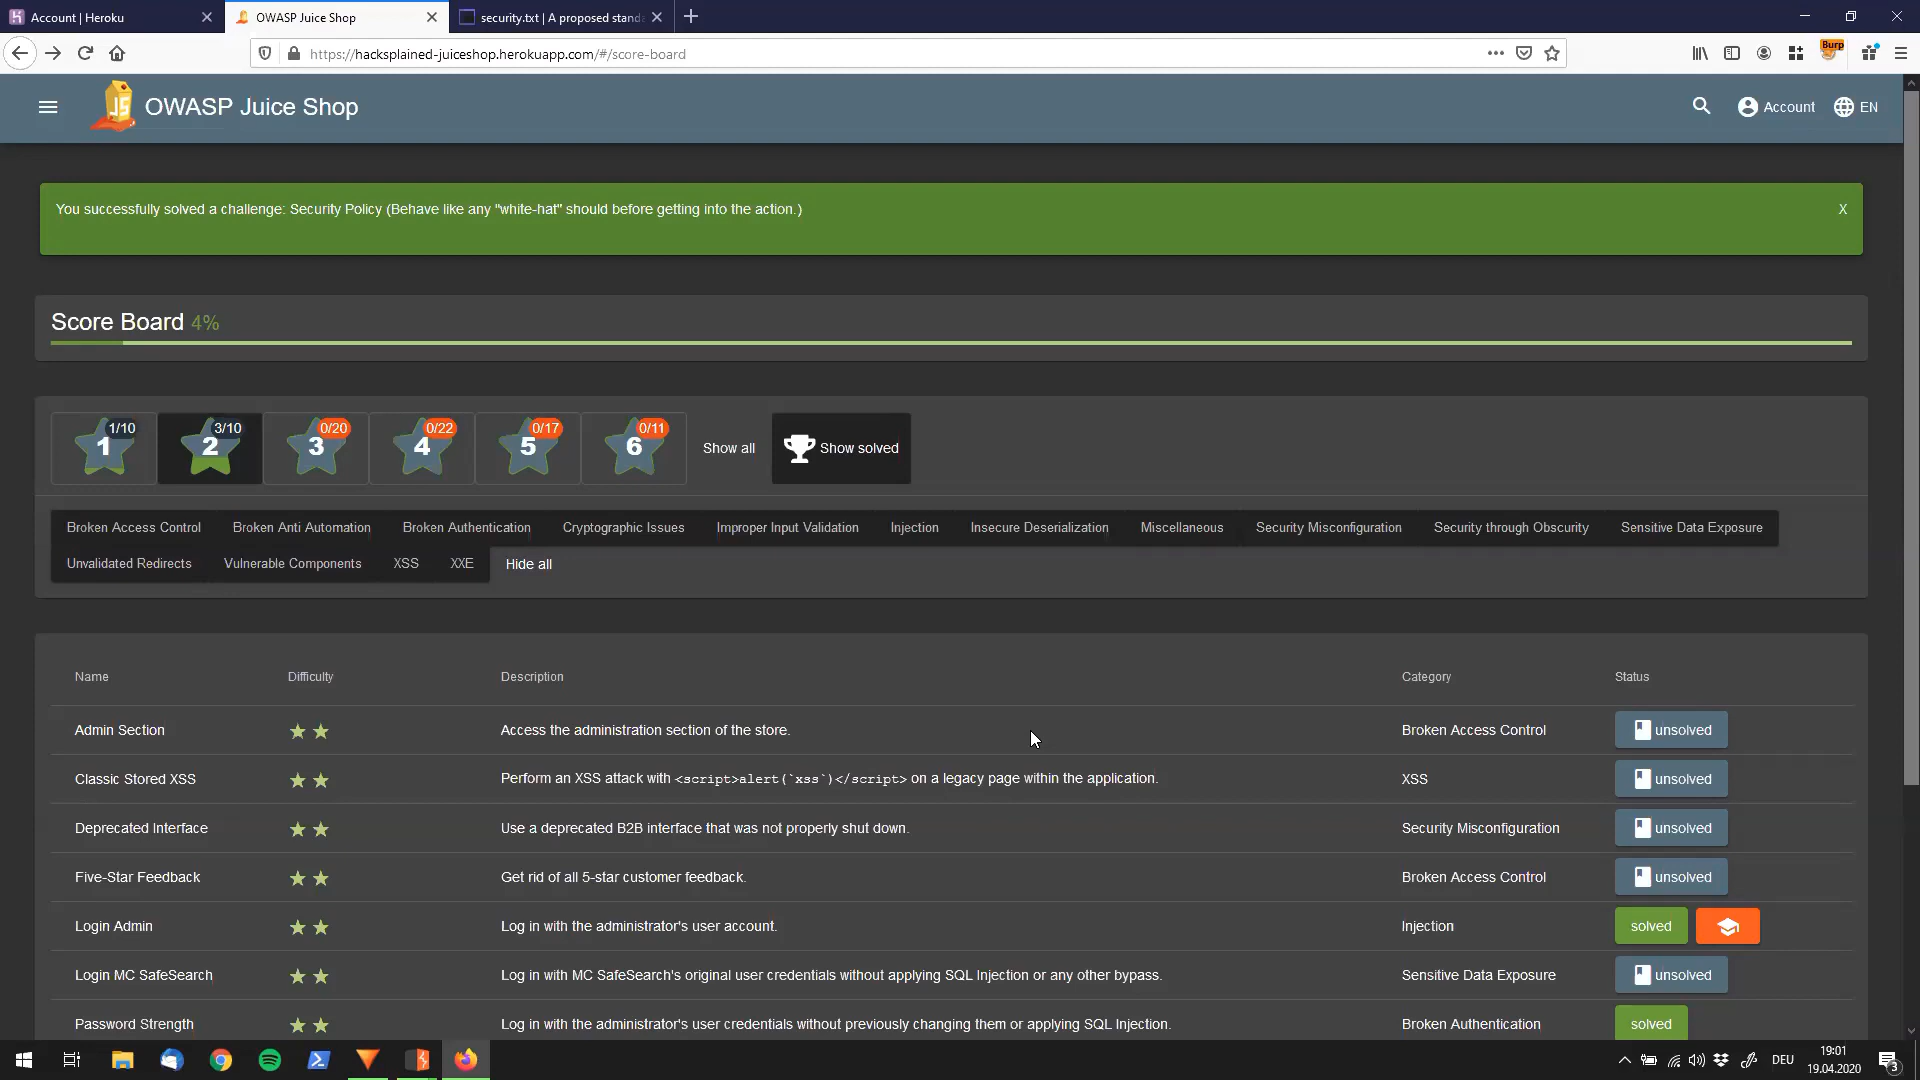 Account | Heroku
OWASP Juice Shop
security.txt | A proposed standa
https://hacksplained-juiceshop.herokuapp.com/#/score-board
Burp
JS
OWASP Juice Shop
Account
EN
You successfully solved a challenge: Security Policy (Behave like any "white-hat" should before getting into the action.)
X
Score Board 4%
1 1/10
2 3/10
3 0/20
4 0/22
5 0/17
6 0/11
Show all
Show solved
Broken Access Control Broken Anti Automation Broken Authentication Cryptographic Issues Improper Input Validation Injection Insecure Deserialization Miscellaneous Security Misconfiguration Security through Obscurity Sensitive Data Exposure
Unvalidated Redirects Vulnerable Components XSS XXE Hide all
Name Difficulty Description Category Status
Admin Section Access the administration section of the store. Broken Access Control unsolved
Classic Stored XSS Perform an XSS attack with <script>alert(`xss`)</script> on a legacy page within the application. XSS unsolved
Deprecated Interface Use a deprecated B2B interface that was not properly shut down. Security Misconfiguration unsolved
Five-Star Feedback Get rid of all 5-star customer feedback. Broken Access Control unsolved
Login Admin Log in with the administrator's user account. Injection solved
Login MC SafeSearch Log in with MC SafeSearch's original user credentials without applying SQL Injection or any other bypass. Sensitive Data Exposure unsolved
Password Strength Log in with the administrator's user credentials without previously changing them or applying SQL Injection. Broken Authentication solved
DEU
19:01
19.04.2020
3